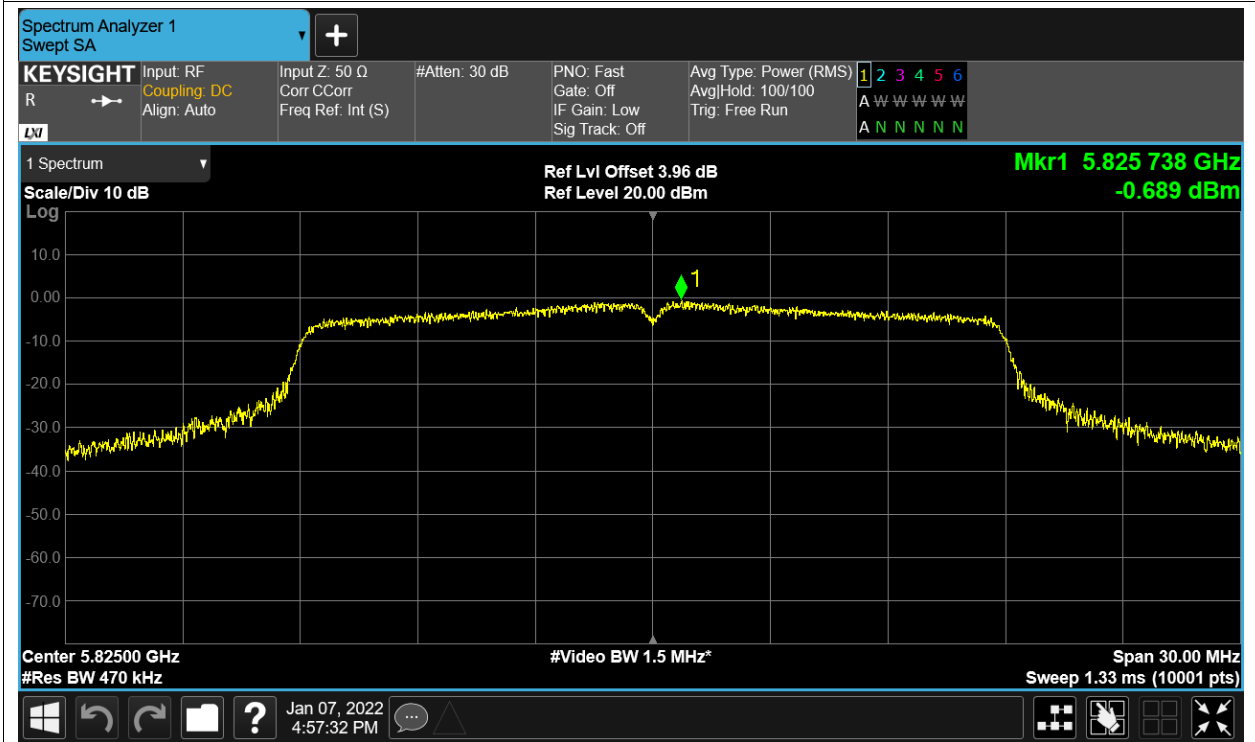 Spectrum Analyzer 1
Swept SA
KEYSIGHT
R
LXI
Input: RF
Coupling: DC
Align: Auto
Input Z: 50 Ω
Corr CCorr
Freq Ref: Int (S)
#Atten: 30 dB
PNO: Fast
Gate: Off
IF Gain: Low
Sig Track: Off
Avg Type: Power (RMS)
Avg|Hold: 100/100
Trig: Free Run
1 2 3 4 5 6
A W W W W W
A N N N N N
1 Spectrum
Scale/Div 10 dB
Log
Ref Lvl Offset 3.96 dB
Ref Level 20.00 dBm
Mkr1 5.825 738 GHz
-0.689 dBm
1
10.0
0.00
-10.0
-20.0
-30.0
-40.0
-50.0
-60.0
-70.0
Center 5.82500 GHz
#Res BW 470 kHz
#Video BW 1.5 MHz*
Span 30.00 MHz
Sweep 1.33 ms (10001 pts)
?
Jan 07, 2022
4:57:32 PM